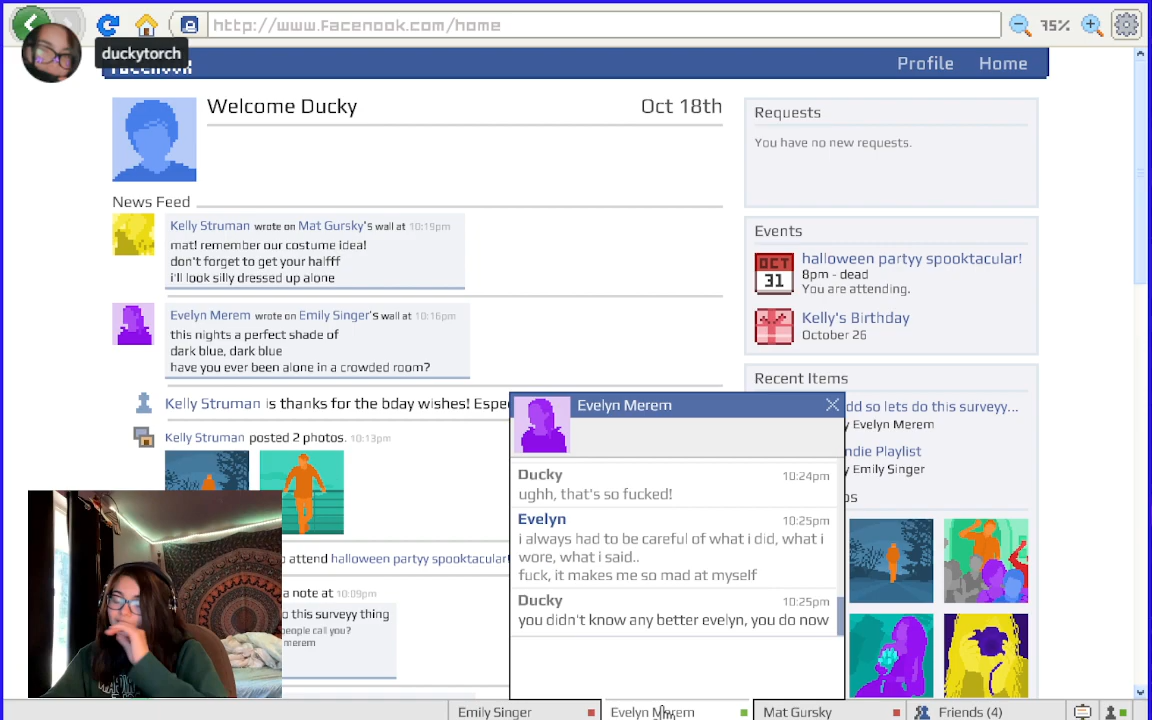 http://www.facenook.com/home
75%
duckytorch
facenook
Profile
Home
Welcome Ducky
Oct 18th
News Feed
Kelly Struman wrote on Mat Gursky's wall at 10:19pm
mat! remember our costume idea!
don't forget to get your halfff
i'll look silly dressed up alone
Evelyn Merem wrote on Emily Singer's wall at 10:16pm
this nights a perfect shade of
dark blue, dark blue
have you ever been alone in a crowded room?
Kelly Struman is thanks for the bday wishes! Espe
Kelly Struman posted 2 photos. 10:13pm
o attend halloween partyy spooktacular!
a note at 10:09pm
o this surveyy thing
people call you?
merem
Requests
You have no new requests.
Events
OCT
31
halloween partyy spooktacular!
8pm - dead
You are attending.
Kelly's Birthday
October 26
Recent Items
dd so lets do this surveyy...
y Evelyn Merem
ndie Playlist
y Emily Singer
os
Evelyn Merem
Ducky 10:24pm
ughh, that's so fucked!
Evelyn 10:25pm
i always had to be careful of what i did, what i
wore, what i said..
fuck, it makes me so mad at myself
Ducky 10:25pm
you didn't know any better evelyn, you do now
Emily Singer
Evelyn Merem
Mat Gursky
Friends (4)